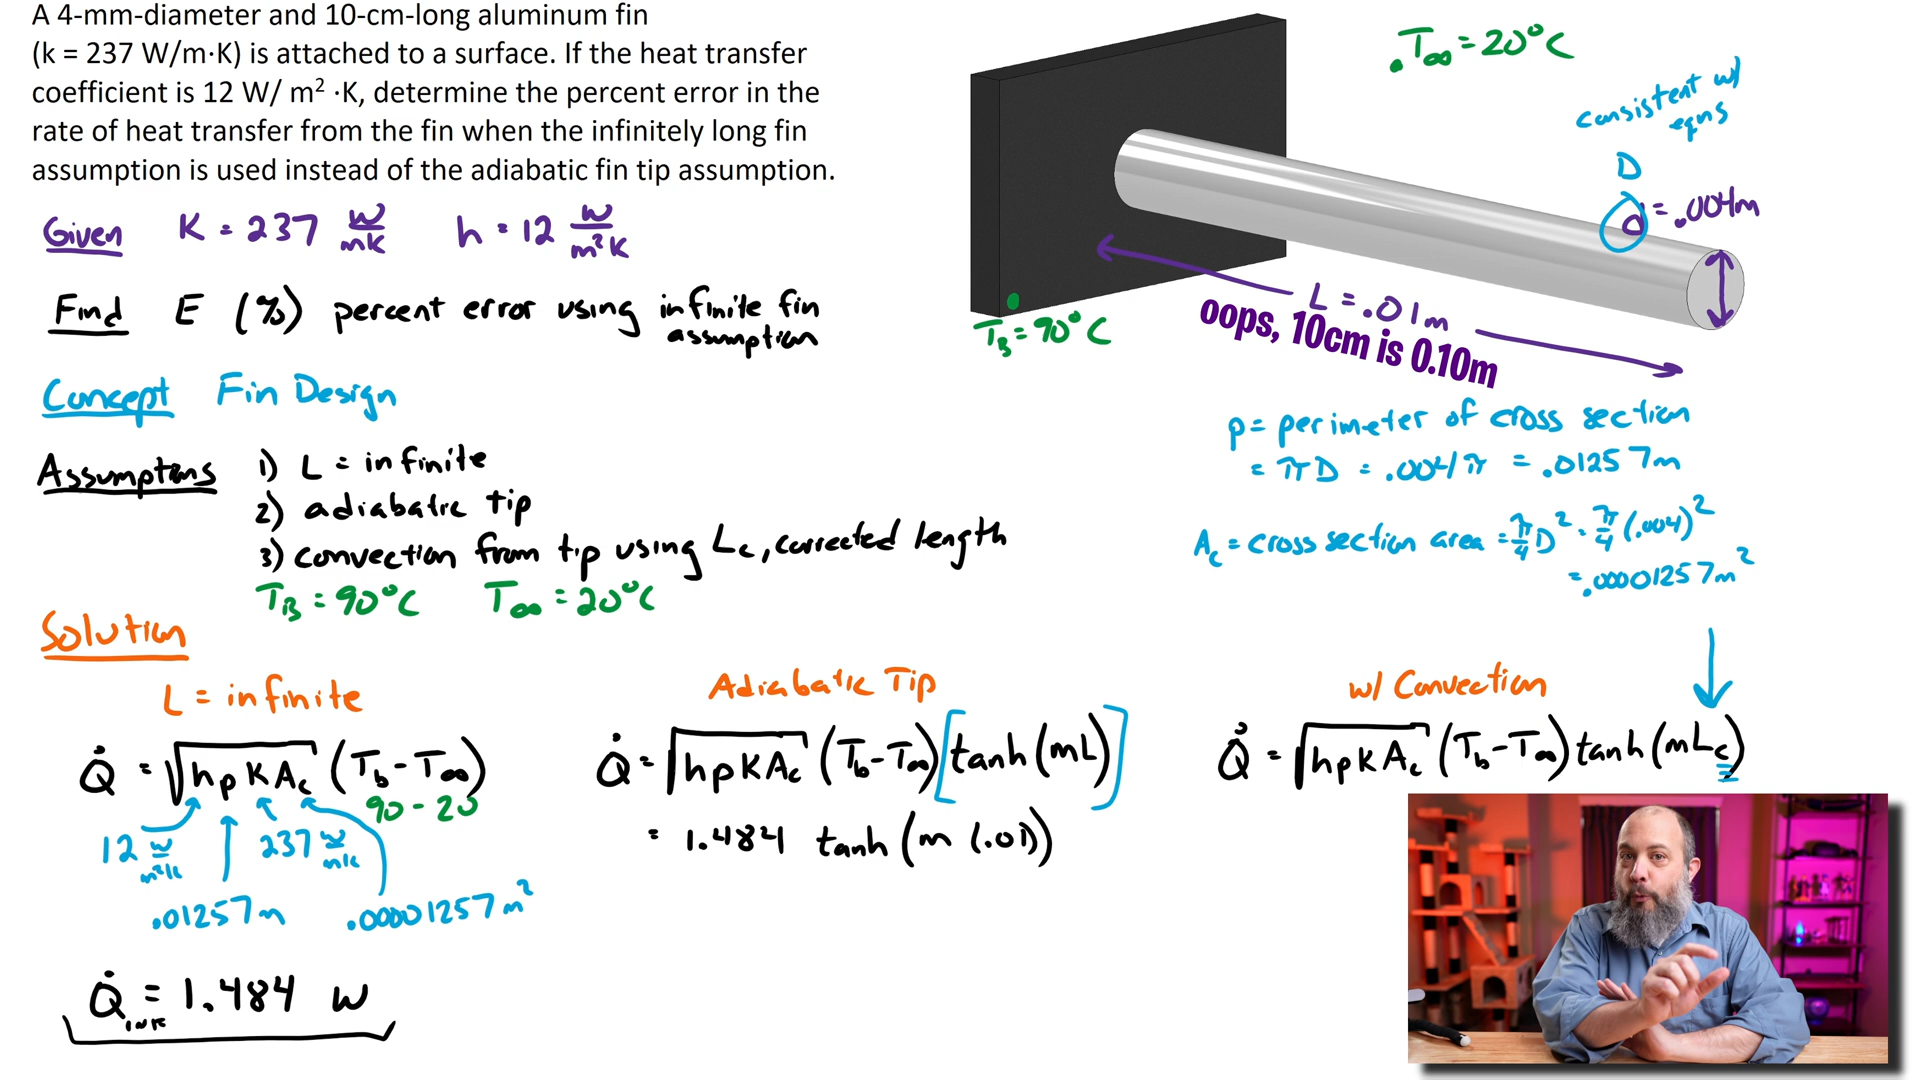 A 4-mm-diameter and 10-cm-long aluminum fin
(k = 237 W/m·K) is attached to a surface. If the heat transfer
coefficient is 12 W/ m² ·K, determine the percent error in the
rate of heat transfer from the fin when the infinitely long fin
assumption is used instead of the adiabatic fin tip assumption.
Given K = 237 W/mK h = 12 W/m²K
Find E (%) percent error using infinite fin
assumption
Concept Fin Design
Assumptons 1) L = infinite
2) adiabatic tip
3) convection from tip using Lc, corrected length
TB = 90°C T∞ = 20°C
T∞ = 20°C
consistent w/
eqns
D
d = .004m
L = .01m
oops, 10cm is 0.10m
TB = 90°C
p = perimeter of cross section
= πD = .004π = .01257m
Ac = cross section area = π/4 D² = π/4 (.004)²
= .00001257m²
Solution
L = infinite
Q̇ = √hpKAc (Tb-T∞)
90 - 20
12 W/m²K 237 W/mK
.01257m .00001257m²
Q̇inf = 1.484 W
Adiabatic Tip
Q̇ = √hpKAc (Tb-T∞)[tanh(mL)]
= 1.484 tanh(m(.01))
w/ Convection
Q̇ = √hpKAc (Tb-T∞)tanh(mLc)